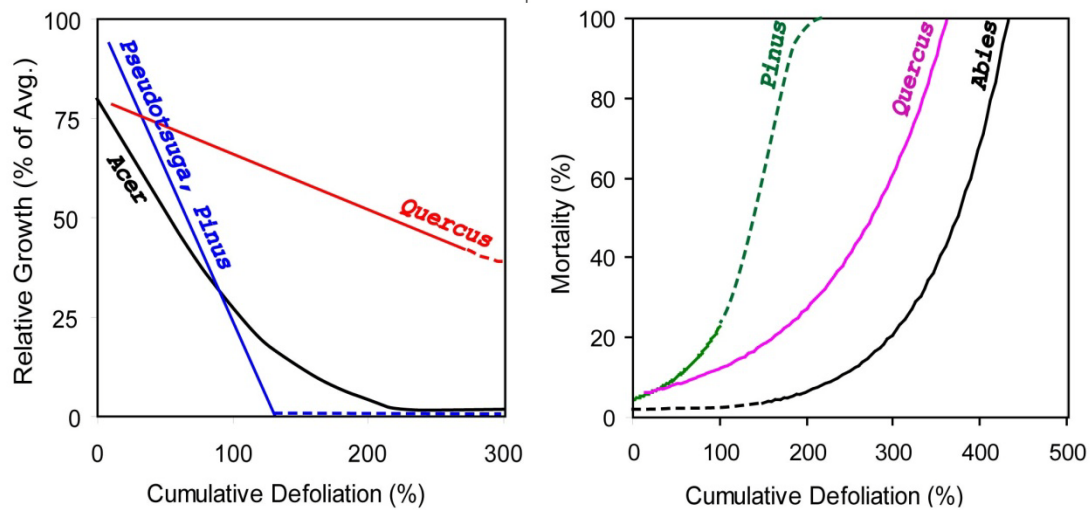 Relative Growth (% of Avg.)
100
75
50
25
0
Pseudotsuga, Pinus
Acer
Quercus
0 100 200 300
Cumulative Defoliation (%)
Mortality (%)
100
80
60
40
20
0
Pinus
Quercus
Abies
0 100 200 300 400 500
Cumulative Defoliation (%)